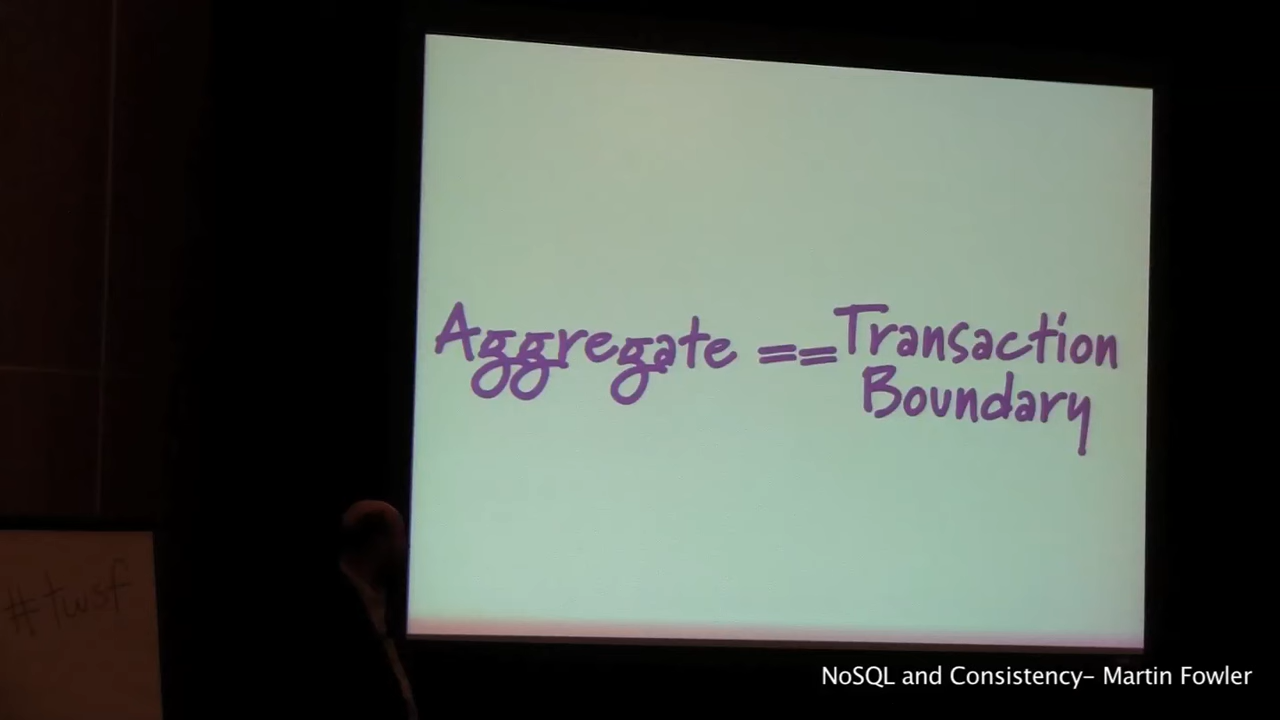 Aggregate == Transaction
Boundary
#twsf
NoSQL and Consistency- Martin Fowler